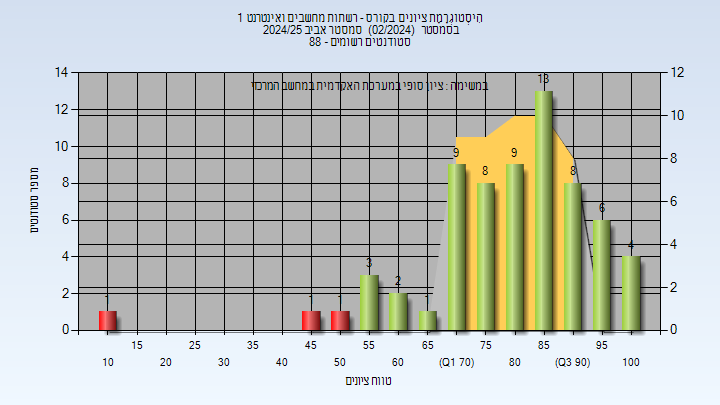 היסטוגרמת ציונים בקורס - רשתות מחשבים ואינטרנט 1
בסמסטר (02/2024) סמסטר אביב 2024/25
סטודנטים רשומים - 88
במשימה : ציון סופי במערכת האקדמית במחשב המרכזי
מספר סטודנטים
14 12 10 8 6 4 2 0
12 10 8 6 4 2 0
1 1 1 3 2 1 9 8 9 13 8 6 4
15 25 35 45 55 65 75 85 95
10 20 30 40 50 60 (Q1 70) 80 (Q3 90) 100
טווח ציונים